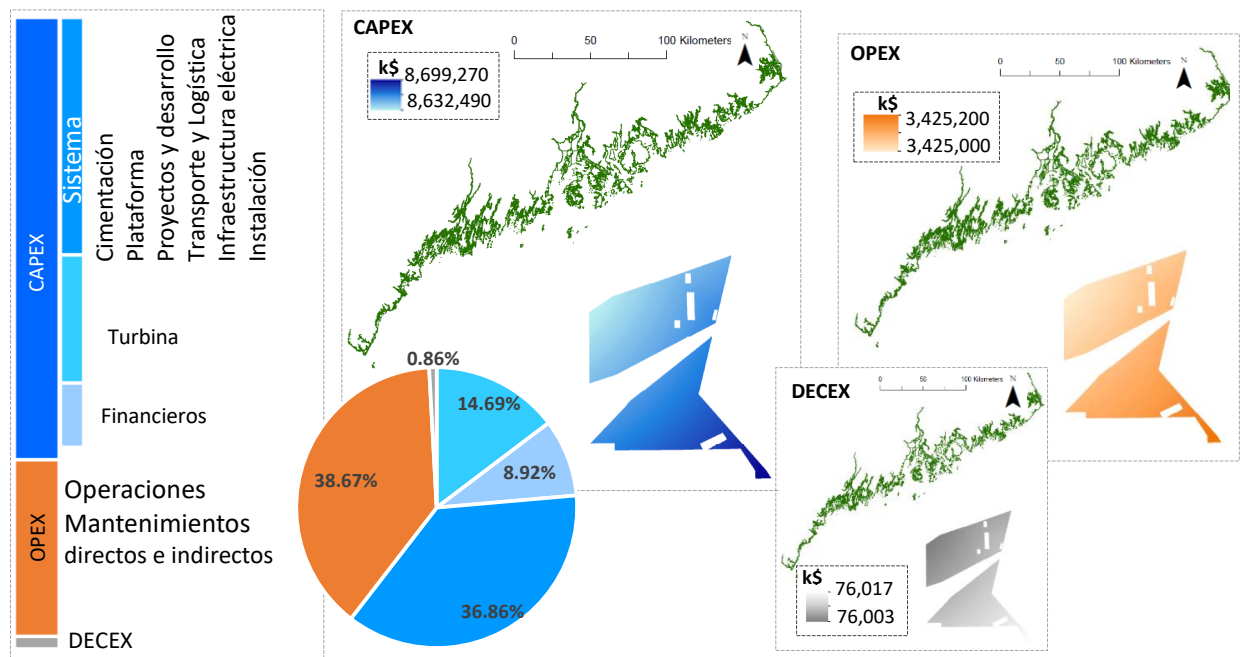 CAPEX
Sistema
Cimentación
Plataforma
Proyectos y desarrollo
Transporte y Logística
Infraestructura eléctrica
Instalación
Turbina
Financieros
OPEX
Operaciones
Mantenimientos
directos e indirectos
DECEX
CAPEX
0 50 100 Kilometers
N
k$
8,699,270
8,632,490
0.86%
14.69%
8.92%
38.67%
36.86%
OPEX
0 50 100 Kilometers
N
k$
3,425,200
3,425,000
DECEX
0 50 100 Kilometers
N
k$
76,017
76,003